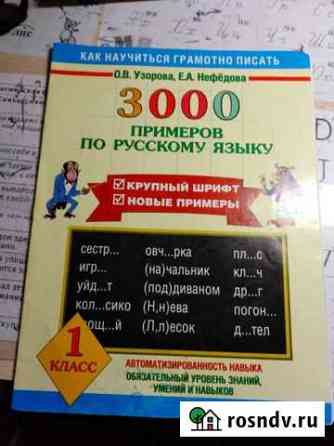 КАК НАУЧИТЬСЯ ГРАМОТНО ПИСАТЬ
О.В. Узорова, Е.А. Нефёдова
3000
ПРИМЕРОВ
ПО РУССКОМУ ЯЗЫКУ
КРУПНЫЙ ШРИФТ
НОВЫЕ ПРИМЕРЫ
сестр... овч...рка пл...с
игр... (на)чальник кл...ч
уйд...т (под)диваном др...г
кол...сико (Н,н)ева погон...
ощ...й (Л,л)есок д...тел
1
КЛАСС
АВТОМАТИЗИРОВАННОСТЬ НАВЫКА
ОБЯЗАТЕЛЬНЫЙ УРОВЕНЬ ЗНАНИЙ,
УМЕНИЙ И НАВЫКОВ
rosndv.ru